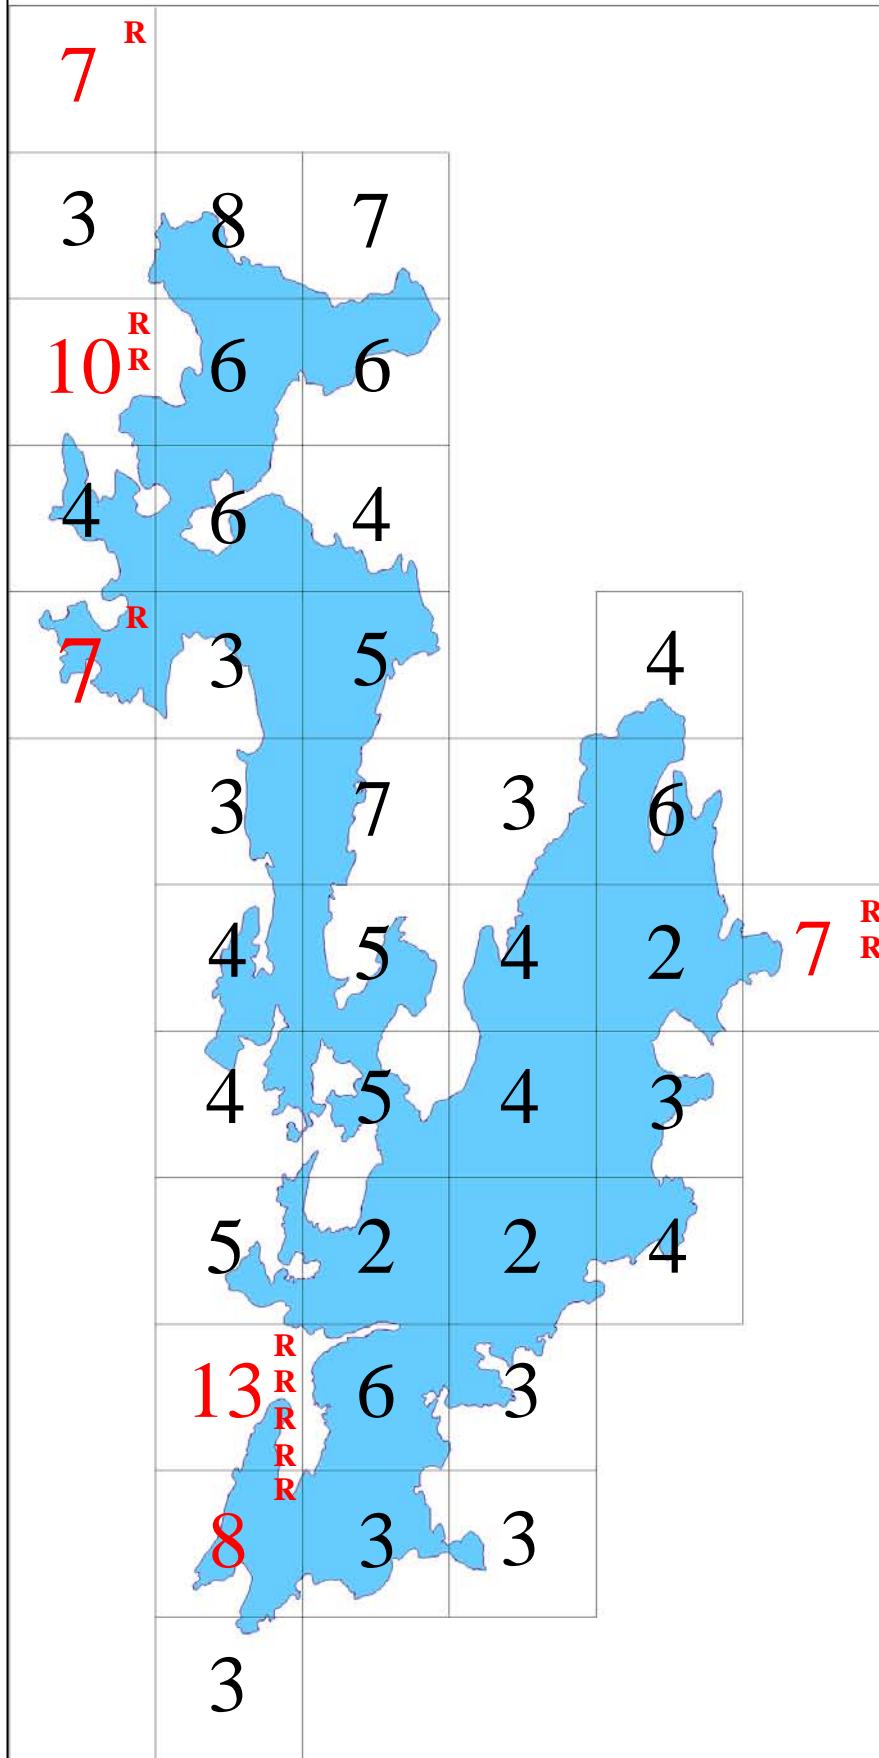 7 R
3 8 7
10 R R 6 6
4 6 4
7 R 3 5 4
3 7 3 6
4 5 4 2 7 R R
4 5 4 3
5 2 2 4
13 R R R R R 6 3
8 3 3
3